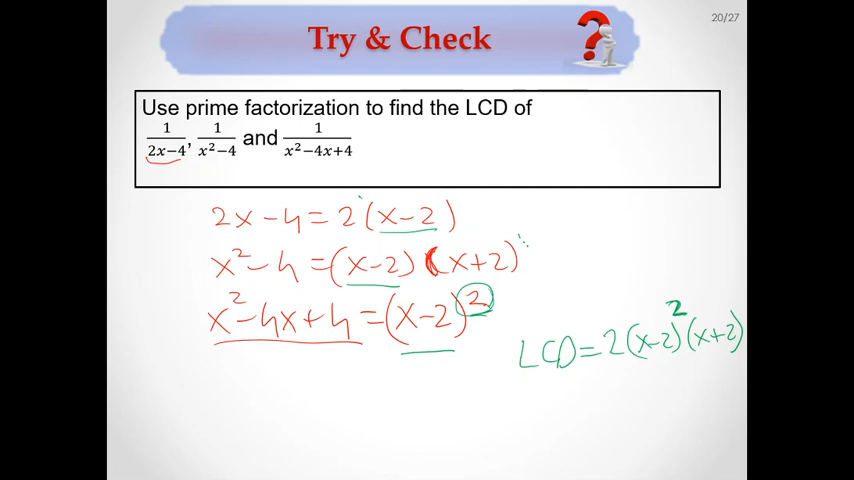 20/27
Try & Check
Use prime factorization to find the LCD of
1/(2x−4), 1/(x²−4) and 1/(x²−4x+4)
2x-4=2(x-2)
x²-4=(x-2)(x+2)
x²-4x+4=(x-2)²
LCD=2(x-2)²(x+2)